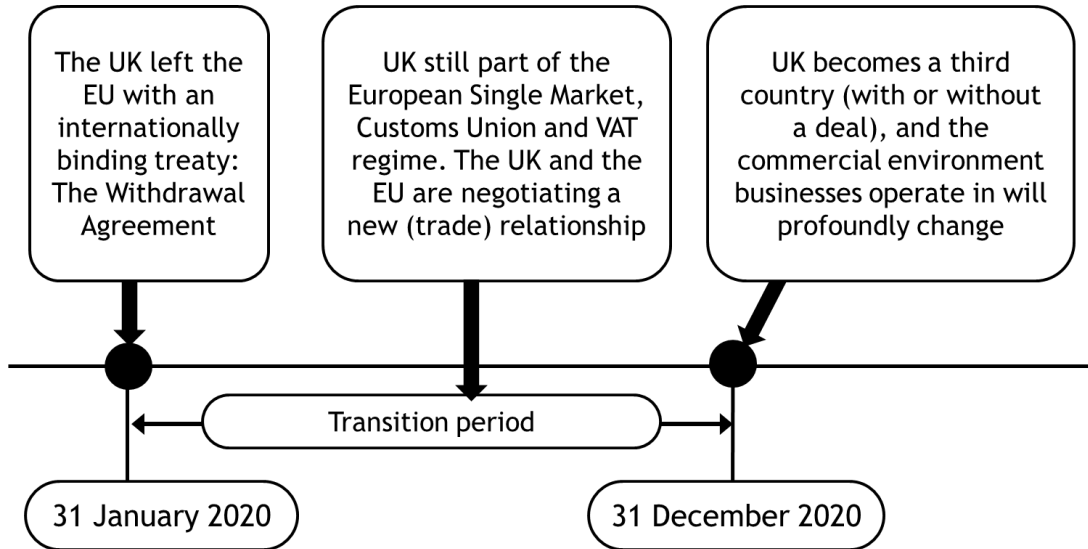 The UK left the
EU with an
internationally
binding treaty:
The Withdrawal
Agreement
UK still part of the
European Single Market,
Customs Union and VAT
regime. The UK and the
EU are negotiating a
new (trade) relationship
UK becomes a third
country (with or without
a deal), and the
commercial environment
businesses operate in will
profoundly change
Transition period
31 January 2020
31 December 2020